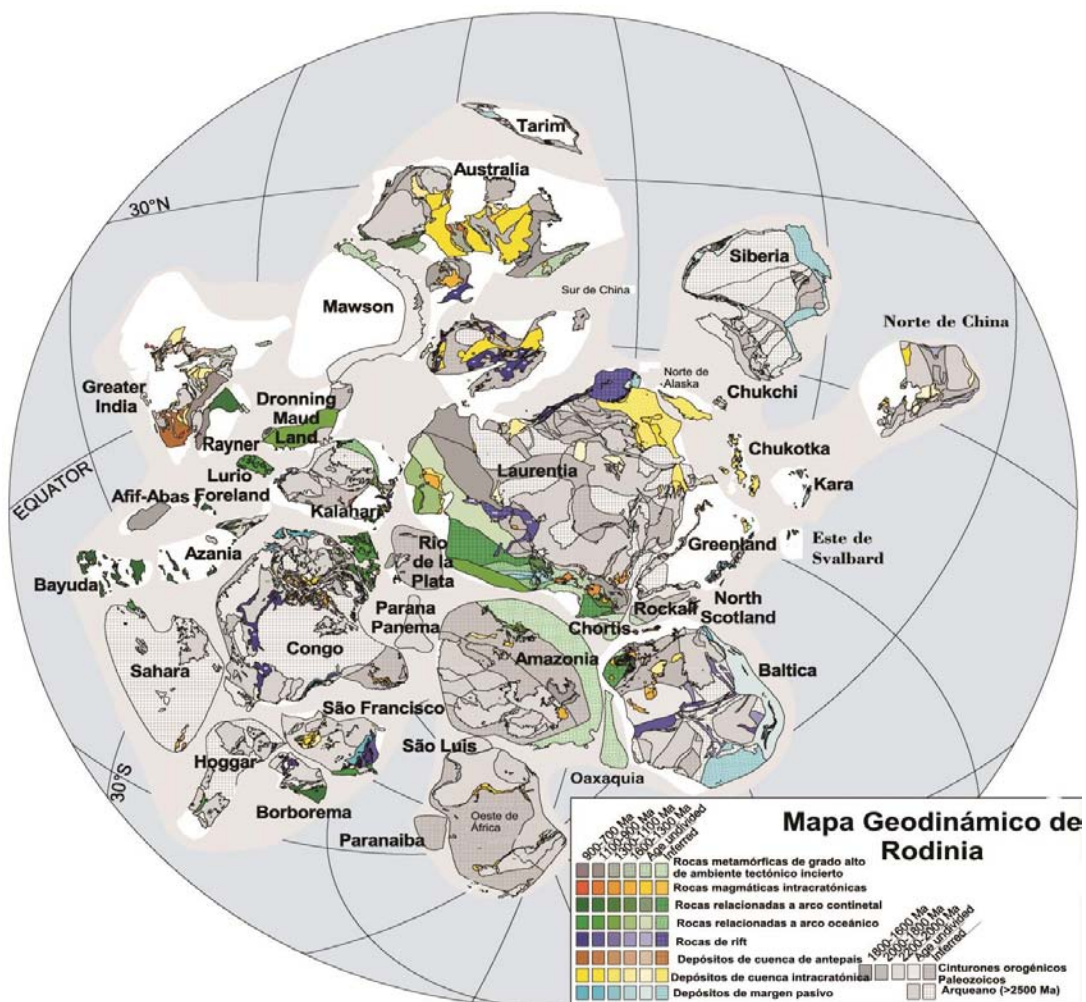 Tarim
Australia
30°N
Siberia
Mawson
Sur de China
Norte de China
Greater
India
Dronning
Maud
Land
Norte de
Alaska
Chukchi
Rayner
Laurentia
Chukotka
EQUATOR
Lurio
Foreland
Afif-Abas
Kalahari
Kara
Azania
Rio
de la
Plata
Greenland
Este de
Svalbard
Bayuda
Parana
Panema
Rockall
North
Scotland
Chortis
Congo
Amazonia
Baltica
Sahara
São Francisco
São Luis
Hoggar
30°S
Oaxaquia
Borborema
Oeste de
África
Paranaiba
Mapa Geodinámico de
Rodinia
900-700 Ma
1100-900 Ma
1300-1100 Ma
1600-1300 Ma
Age undivided
Inferred
Rocas metamórficas de grado alto
de ambiente tectónico incierto
Rocas magmáticas intracratónicas
Rocas relacionadas a arco continetal
Rocas relacionadas a arco oceánico
Rocas de rift
Depósitos de cuenca de antepais
Depósitos de cuenca intracratónica
Depósitos de margen pasivo
1800-1600 Ma
2000-1800 Ma
2200-2000 Ma
Age undivided
Inferred
Cinturones orogénicos
Paleozoicos
Arqueano (>2500 Ma)